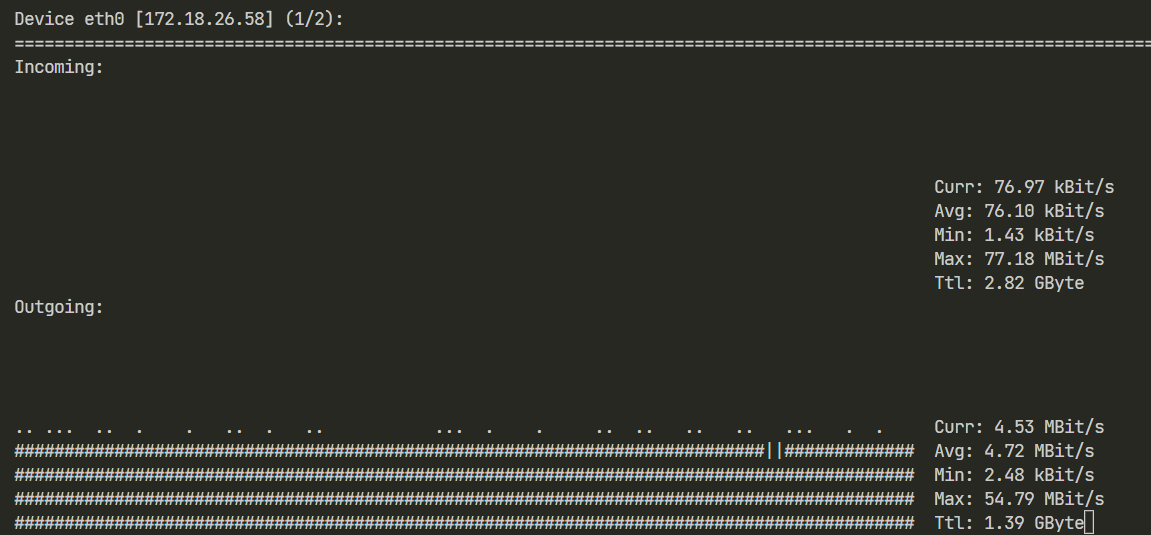 Device eth0 [172.18.26.58] (1/2):
==================================================================================================================
Incoming:
Curr: 76.97 kBit/s
Avg: 76.10 kBit/s
Min: 1.43 kBit/s
Max: 77.18 MBit/s
Ttl: 2.82 GByte
Outgoing:
.. ...  .. .    .   ..  .   ..           ...  .    .     ..  ..   ..   ..   ...   .  .     Curr: 4.53 MBit/s
###########################################################################||#############  Avg: 4.72 MBit/s
##########################################################################################  Min: 2.48 kBit/s
##########################################################################################  Max: 54.79 MBit/s
##########################################################################################  Ttl: 1.39 GByte